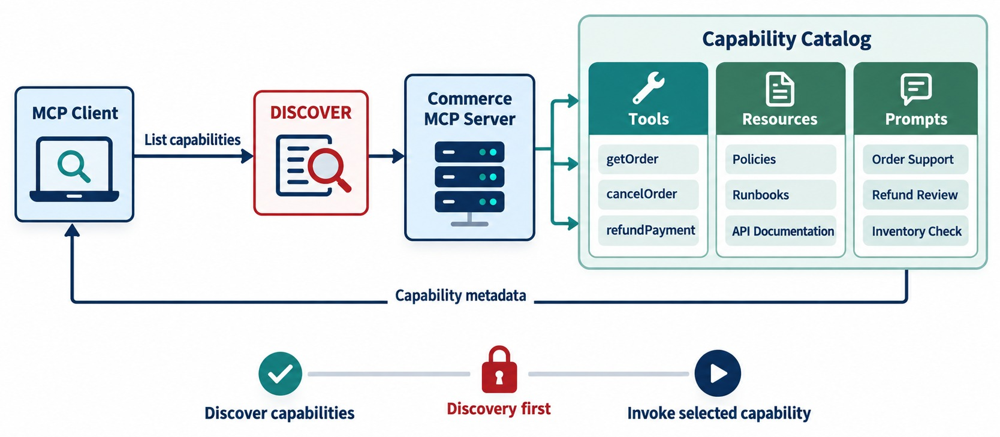 Capability Catalog
MCP Client
List capabilities
DISCOVER
Commerce
MCP Server
Tools
getOrder
cancelOrder
refundPayment
Resources
Policies
Runbooks
API Documentation
Prompts
Order Support
Refund Review
Inventory Check
Capability metadata
Discover capabilities
Discovery first
Invoke selected capability